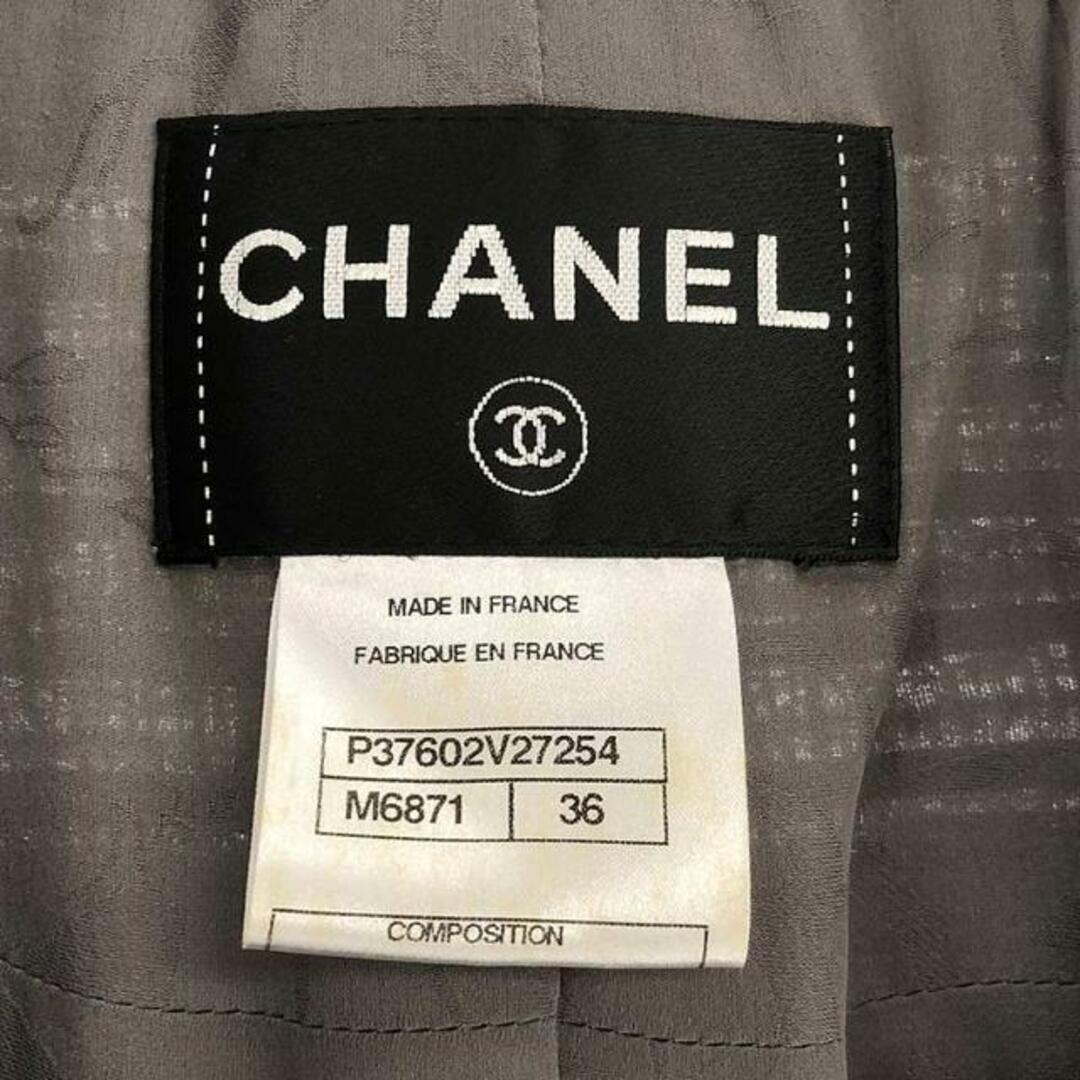 CHANEL
MADE IN FRANCE
FABRIQUE EN FRANCE
P37602V27254
M6871 36
COMPOSITION